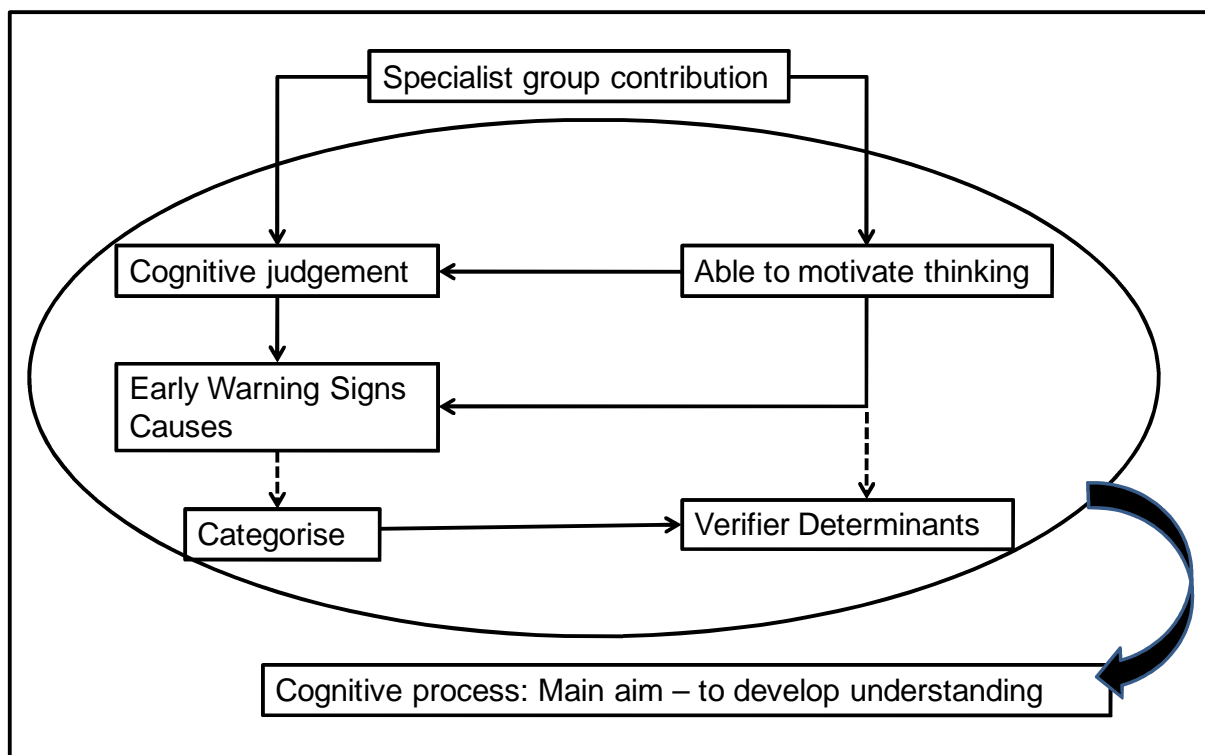 Specialist group contribution
Cognitive judgement
Able to motivate thinking
Early Warning Signs
Causes
Categorise
Verifier Determinants
Cognitive process: Main aim – to develop understanding